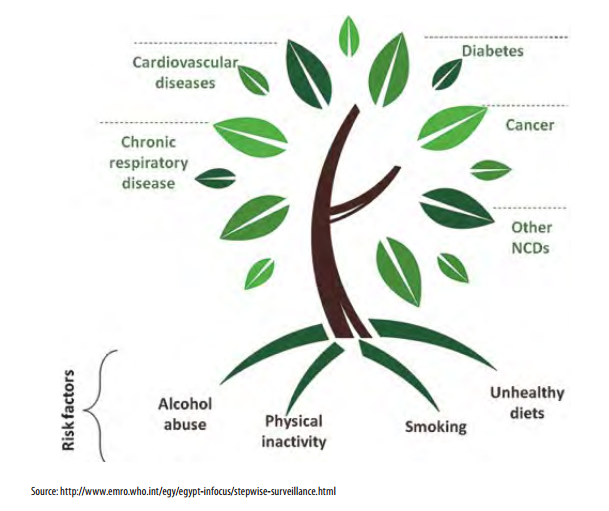 Cardiovascular
diseases
Diabetes
Chronic
respiratory
disease
Cancer
Other
NCDs
Risk factors
Alcohol
abuse
Physical
inactivity
Smoking
Unhealthy
diets
Source: http://www.emro.who.int/egy/egypt-infocus/stepwise-surveillance.html